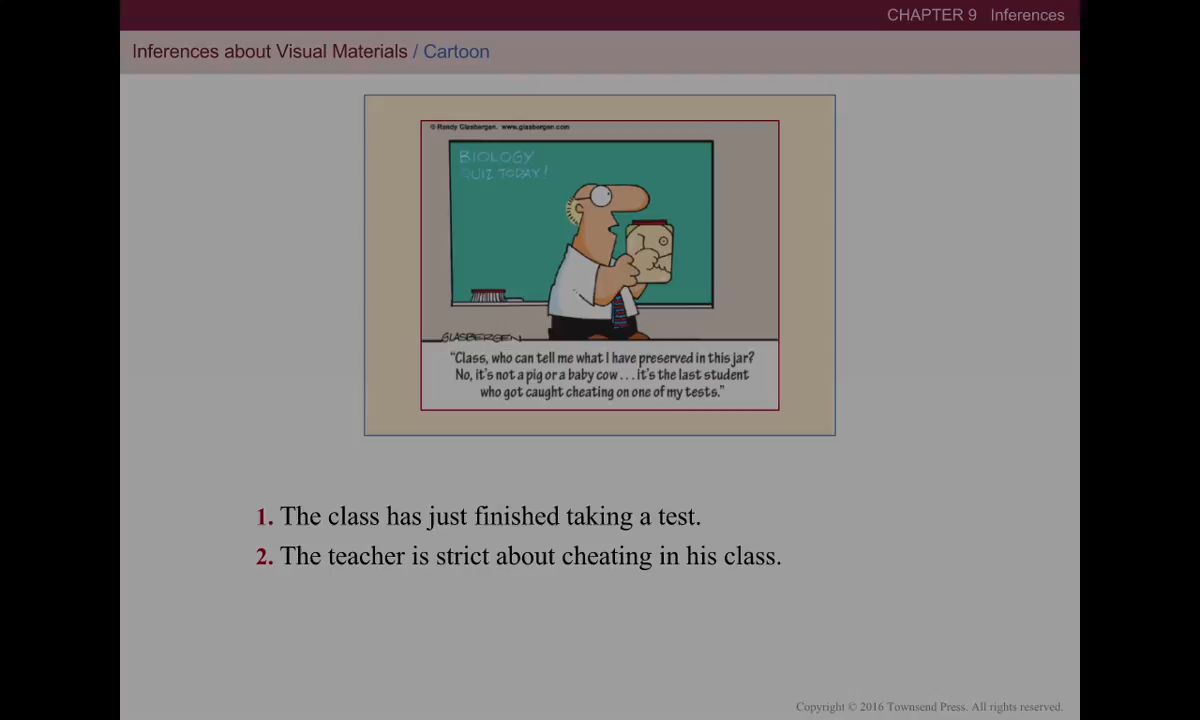 CHAPTER 9 Inferences
Inferences about Visual Materials / Cartoon
© Randy Glasbergen. www.glasbergen.com
BIOLOGY
QUIZ TODAY!
GLASBERGEN
"Class, who can tell me what I have preserved in this jar?
No, it's not a pig or a baby cow...it's the last student
who got caught cheating on one of my tests."
1. The class has just finished taking a test.
2. The teacher is strict about cheating in his class.
Copyright © 2016 Townsend Press. All rights reserved.